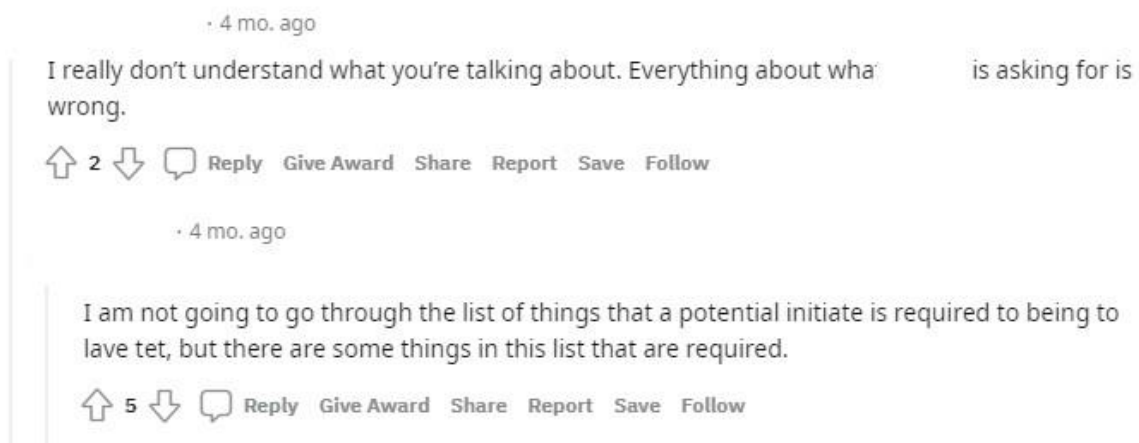 · 4 mo. ago
I really don't understand what you're talking about. Everything about wha is asking for is
wrong.
2 Reply Give Award Share Report Save Follow
· 4 mo. ago
I am not going to go through the list of things that a potential initiate is required to being to
lave tet, but there are some things in this list that are required.
5 Reply Give Award Share Report Save Follow